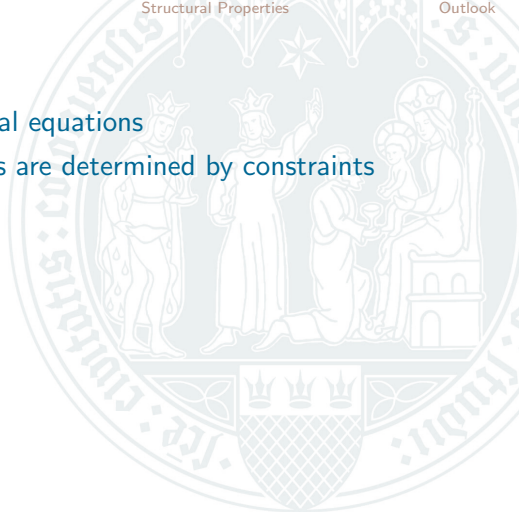 Structural Properties Outlook
al equations
s are determined by constraints